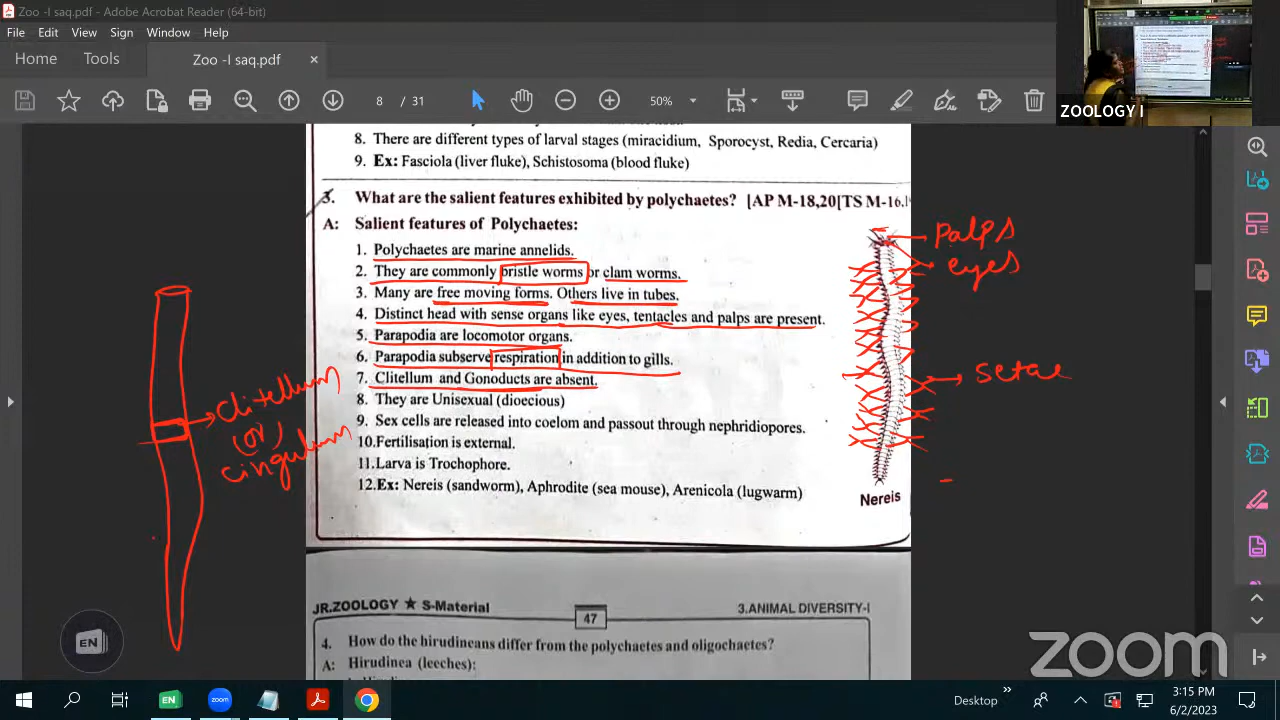 Zoo -I saq.pdf - Adobe Acrobat Reader (64-bit)
File Edit View Sign Window Help
Home Tools Zoo -I saq.pdf ×
8 / 31 50%
ZOOLOGY I
8. There are different types of larval stages (miracidium, Sporocyst, Redia, Cercaria)
9. Ex: Fasciola (liver fluke), Schistosoma (blood fluke)
3. What are the salient features exhibited by polychaetes? [AP M-18,20[TS M-16.
A: Salient features of Polychaetes:
1. Polychaetes are marine annelids.
2. They are commonly pristle worms or clam worms.
3. Many are free moving forms. Others live in tubes.
4. Distinct head with sense organs like eyes, tentacles and palps are present.
5. Parapodia are locomotor organs.
6. Parapodia subserve respiration in addition to gills.
7. Clitellum and Gonoducts are absent.
8. They are Unisexual (dioecious)
9. Sex cells are released into coelom and passout through nephridiopores.
10.Fertilisation is external.
11.Larva is Trochophore.
12.Ex: Nereis (sandworm), Aphrodite (sea mouse), Arenicola (lugwarm)
Palps
eyes
Setae
Nereis
Clitellum
(or)
cingulum
JR.ZOOLOGY ★ S-Material 47 3.ANIMAL DIVERSITY-I
4. How do the hirudineans differ from the polychaetes and oligochaetes?
A: Hirudinea (leeches):
EN
zoom
EN zoom Desktop 3:15 PM
6/2/2023